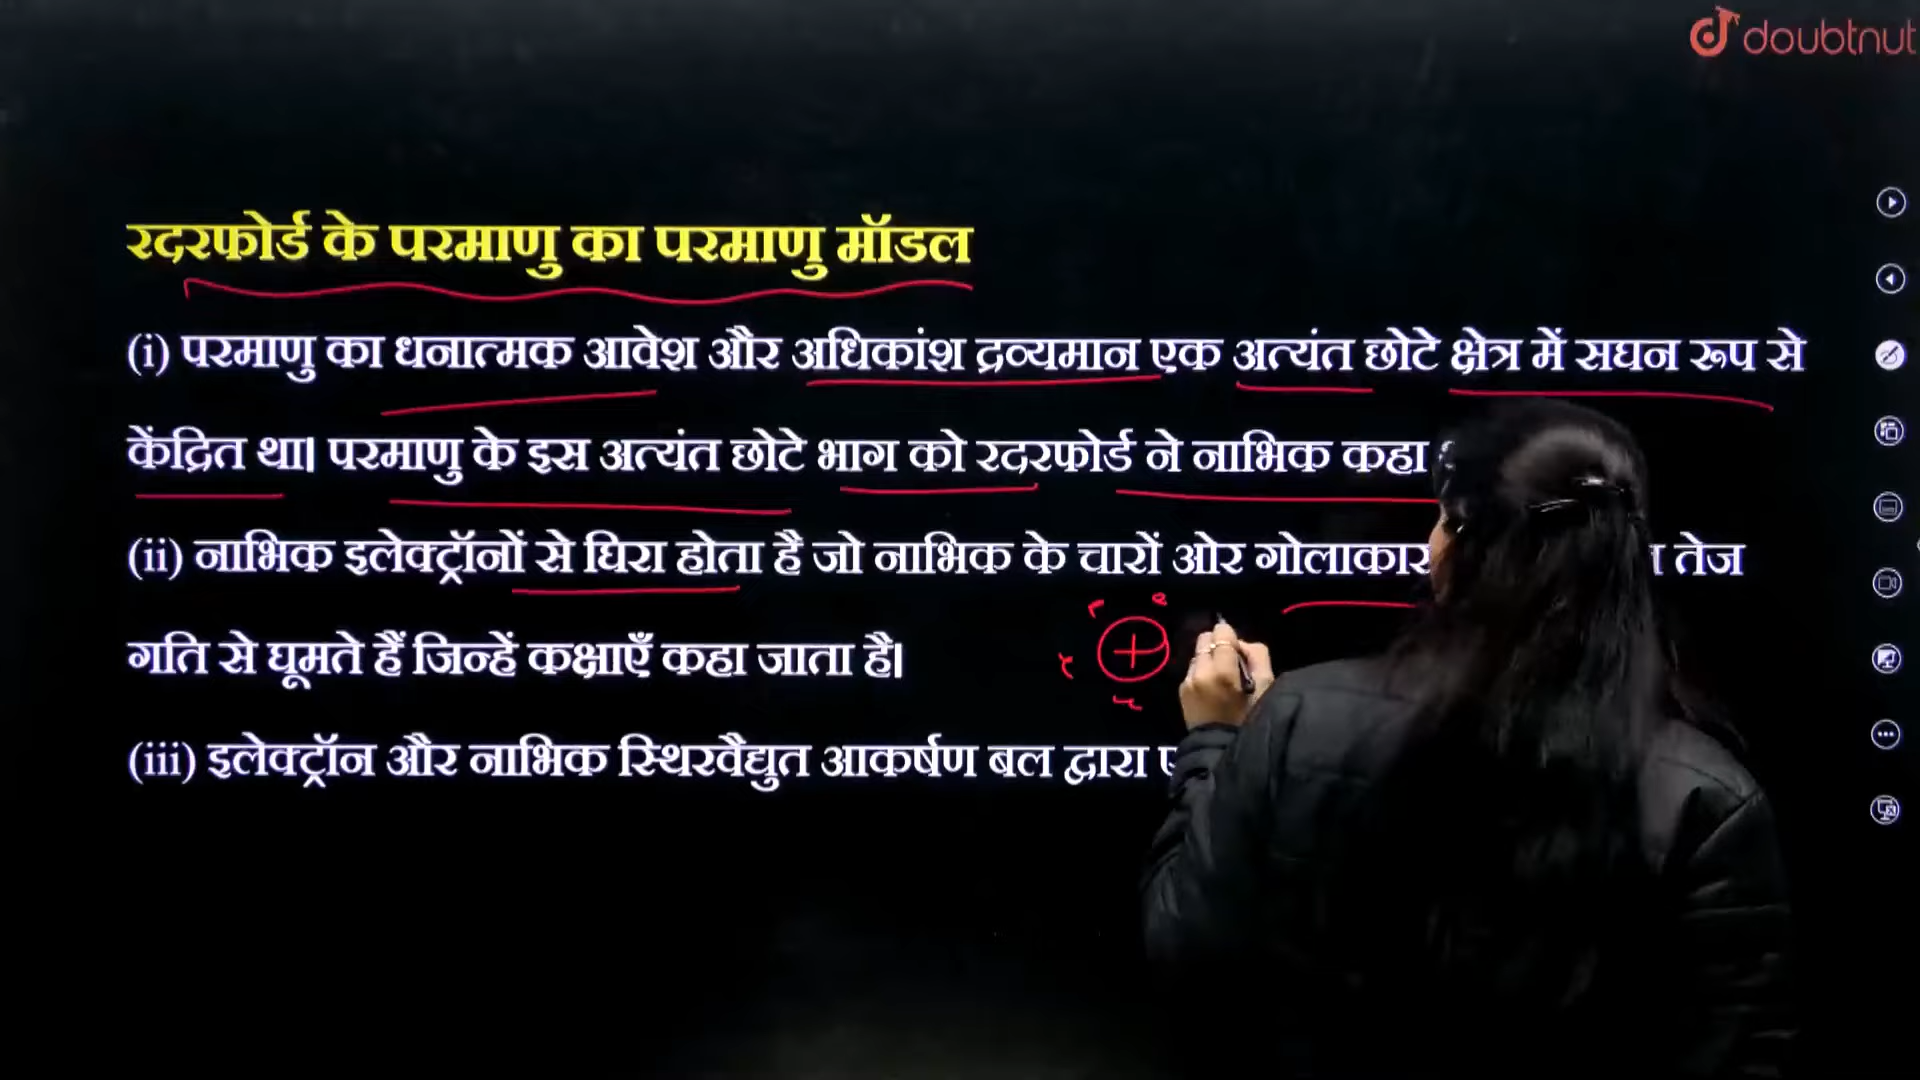 doubtnut
रदरफोर्ड के परमाणु का परमाणु मॉडल
(i) परमाणु का धनात्मक आवेश और अधिकांश द्रव्यमान एक अत्यंत छोटे क्षेत्र में सघन रूप से
केंद्रित था। परमाणु के इस अत्यंत छोटे भाग को रदरफोर्ड ने नाभिक कहा
(ii) नाभिक इलेक्ट्रॉनों से घिरा होता है जो नाभिक के चारों ओर गोलाकार तेज
गति से घूमते हैं जिन्हें कक्षाएँ कहा जाता है।
(iii) इलेक्ट्रॉन और नाभिक स्थिरवैद्युत आकर्षण बल द्वारा